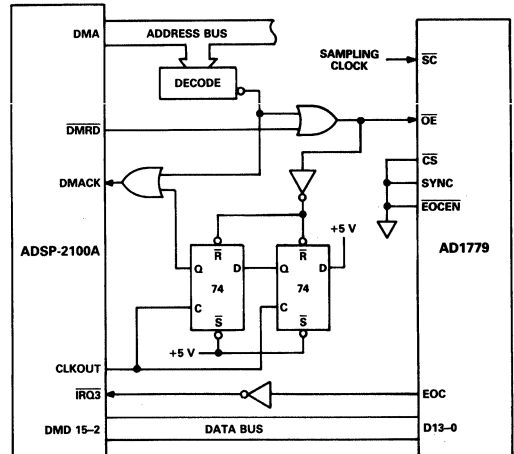 DMA
ADDRESS BUS
DECODE
SAMPLING
CLOCK
SC
DMRD
OE
DMACK
CS
SYNC
EOCEN
ADSP-2100A
AD1779
+5 V
R
R
Q
D
Q
D
74
74
C
C
S
S
+5 V
CLKOUT
IRQ3
EOC
DMD 15–2
DATA BUS
D13–0